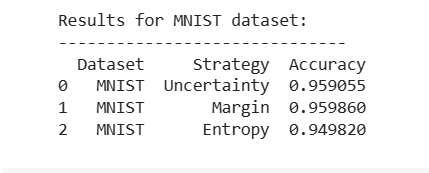 Results for MNIST dataset:
------------------------------
Dataset Strategy Accuracy
0 MNIST Uncertainty 0.959055
1 MNIST Margin 0.959860
2 MNIST Entropy 0.949820